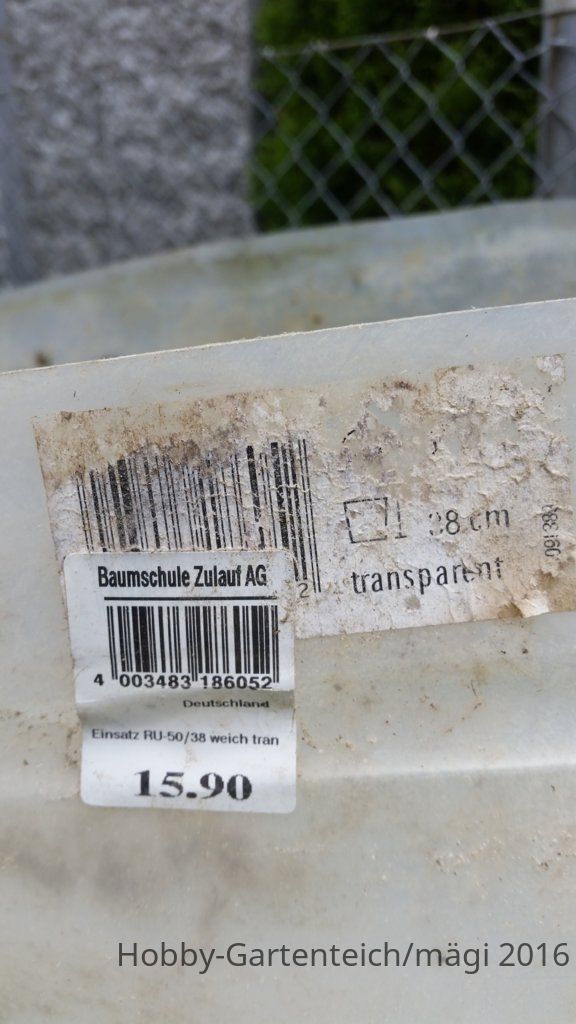 38 cm
transparent
2
Baumschule Zulauf AG
4 003483 186052
Deutschland
Einsatz RU-50/38 weich tran
15.90
Hobby-Gartenteich/mägi 2016